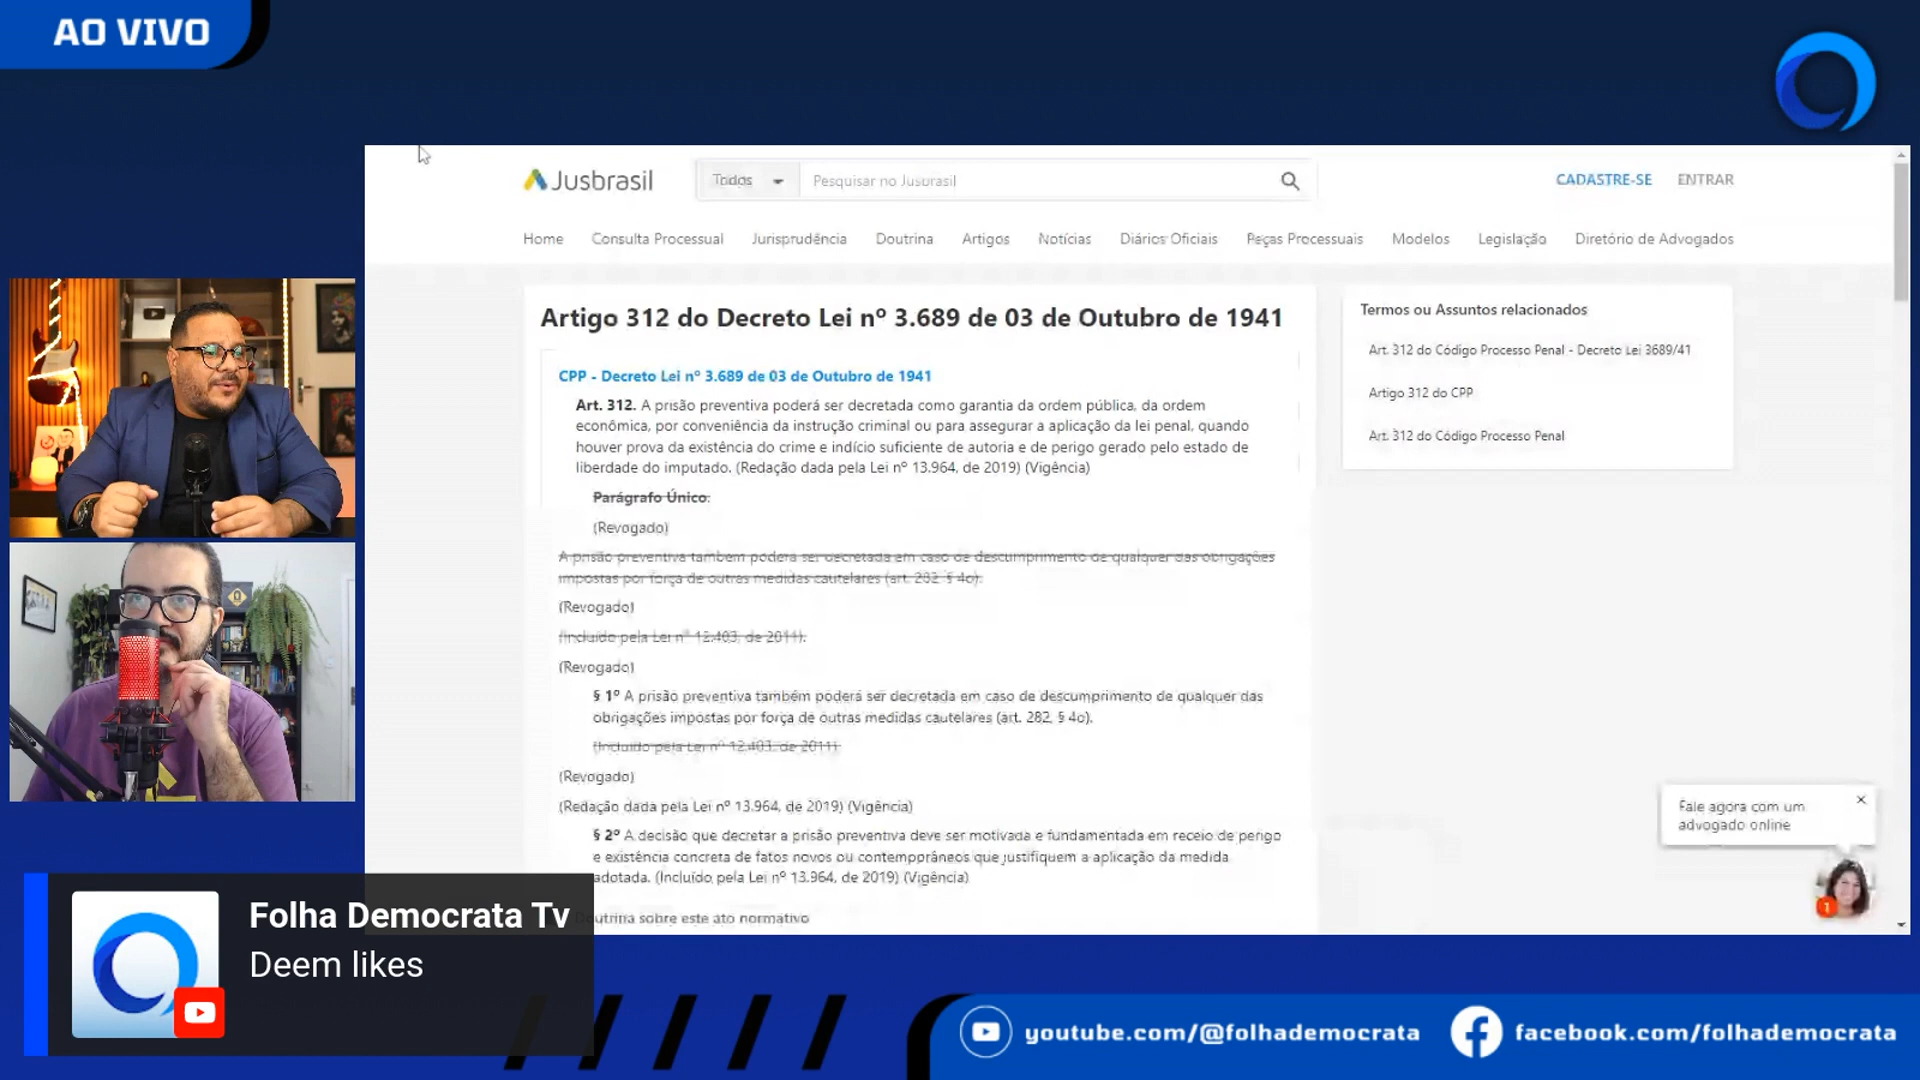 AO VIVO
Jusbrasil
Todos
Pesquisar no Jusbrasil
CADASTRE-SE
ENTRAR
Home
Consulta Processual
Jurisprudência
Doutrina
Artigos
Notícias
Diários Oficiais
Peças Processuais
Modelos
Legislação
Diretório de Advogados
Artigo 312 do Decreto Lei nº 3.689 de 03 de Outubro de 1941
CPP - Decreto Lei nº 3.689 de 03 de Outubro de 1941
Art. 312. A prisão preventiva poderá ser decretada como garantia da ordem pública, da ordem
econômica, por conveniência da instrução criminal ou para assegurar a aplicação da lei penal, quando
houver prova da existência do crime e indício suficiente de autoria e de perigo gerado pelo estado de
liberdade do imputado. (Redação dada pela Lei nº 13.964, de 2019) (Vigência)
Parágrafo Único:
(Revogado)
A prisão preventiva também poderá ser decretada em caso de descumprimento de qualquer das obrigações
impostas por força de outras medidas cautelares (art. 282, § 4o).
(Revogado)
(Incluído pela Lei nº 12.403, de 2011).
(Revogado)
§ 1º A prisão preventiva também poderá ser decretada em caso de descumprimento de qualquer das
obrigações impostas por força de outras medidas cautelares (art. 282, § 4o).
(Incluído pela Lei nº 12.403, de 2011)
(Revogado)
(Redação dada pela Lei nº 13.964, de 2019) (Vigência)
§ 2º A decisão que decretar a prisão preventiva deve ser motivada e fundamentada em receio de perigo
e existência concreta de fatos novos ou contemporâneos que justifiquem a aplicação da medida
adotada. (Incluído pela Lei nº 13.964, de 2019) (Vigência)
outrina sobre este ato normativo
Termos ou Assuntos relacionados
Art. 312 do Código Processo Penal - Decreto Lei 3689/41
Artigo 312 do CPP
Art. 312 do Código Processo Penal
Fale agora com um
advogado online
1
Folha Democrata Tv
Deem likes
youtube.com/@folhademocrata
facebook.com/folhademocrata